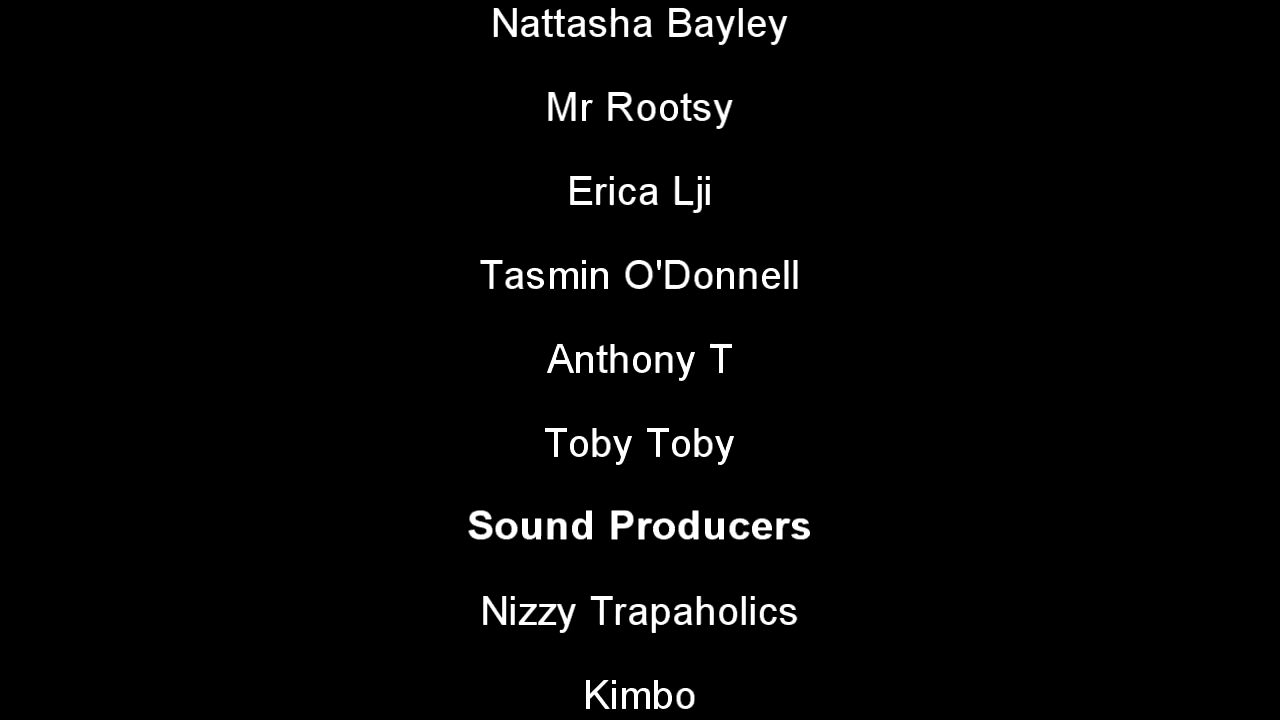 Nattasha Bayley
Mr Rootsy
Erica Lji
Tasmin O'Donnell
Anthony T
Toby Toby
Sound Producers
Nizzy Trapaholics
Kimbo